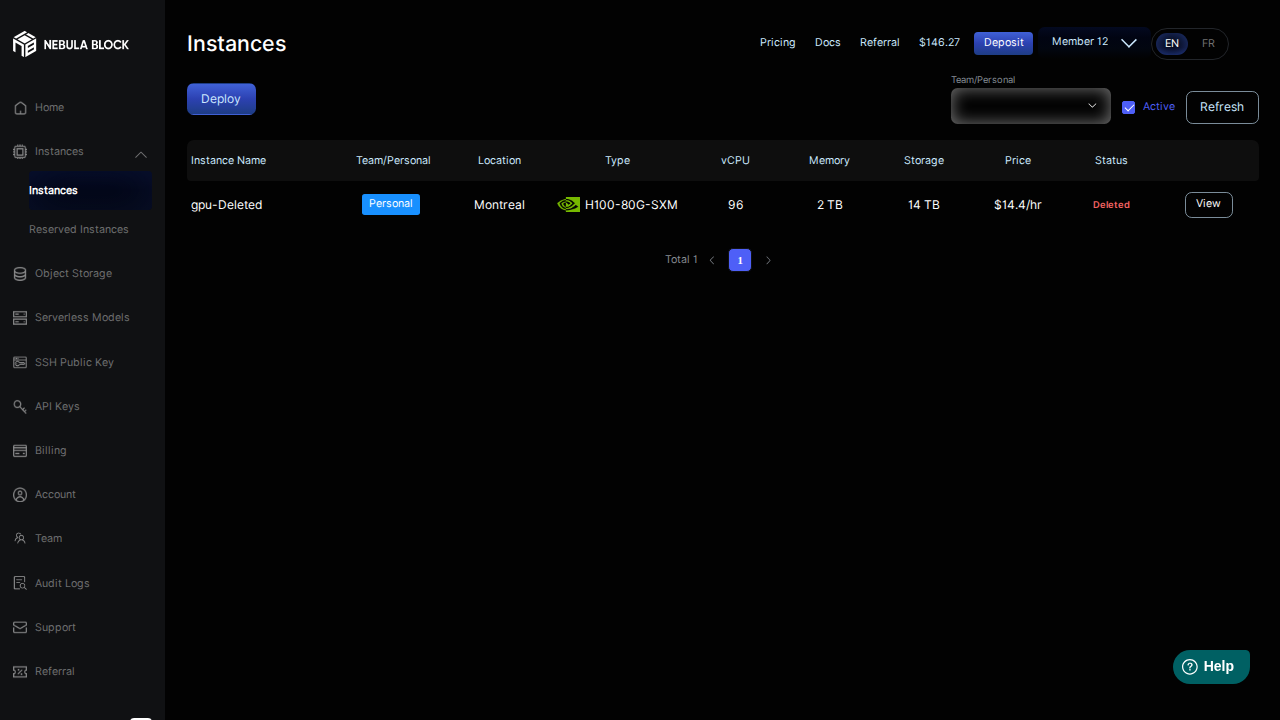 NEBULA BLOCK
Home
Instances
Instances
Reserved Instances
Object Storage
Serverless Models
SSH Public Key
API Keys
Billing
Account
Team
Audit Logs
Support
Referral
Instances
Pricing Docs Referral $146.27 Deposit Member 12 EN FR
Deploy
Team/Personal
Active Refresh
Instance Name Team/Personal Location Type vCPU Memory Storage Price Status
gpu-Deleted Personal Montreal H100-80G-SXM 96 2 TB 14 TB $14.4/hr Deleted View
Total 1 1
Help